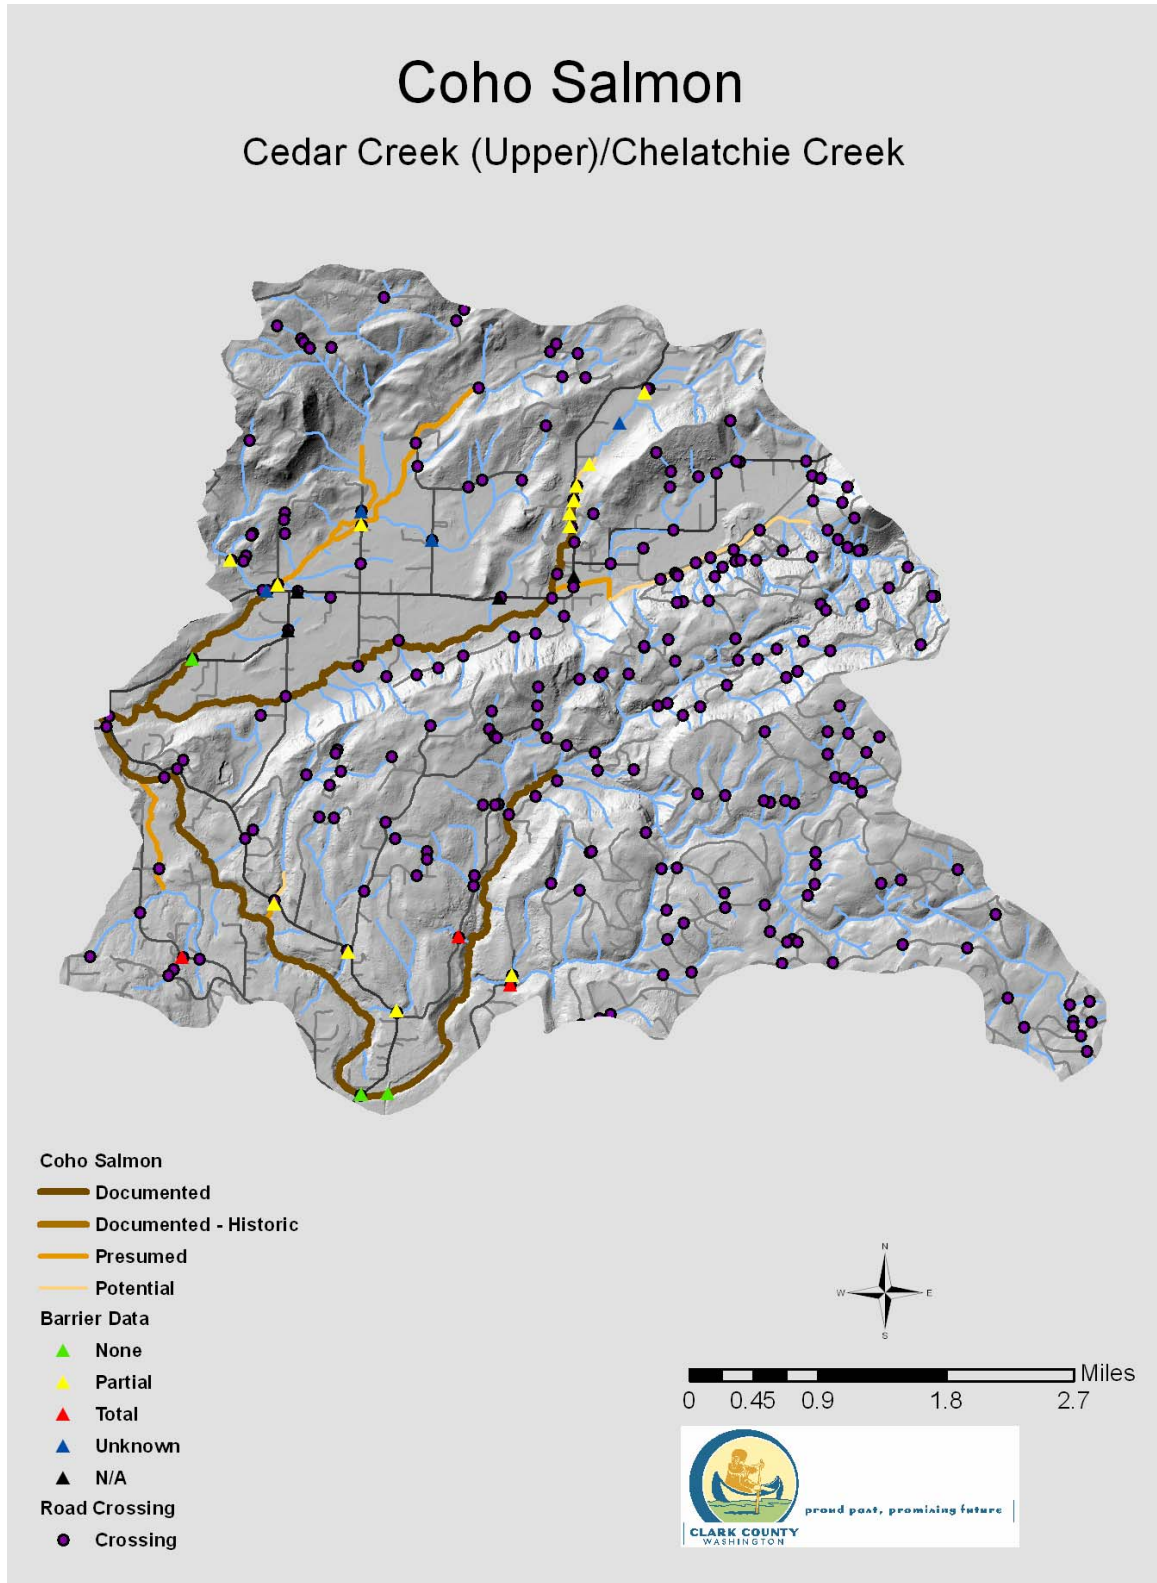 Coho Salmon
Cedar Creek (Upper)/Chelatchie Creek
Coho Salmon
Documented
Documented - Historic
Presumed
Potential
Barrier Data
None
Partial
Total
Unknown
N/A
Road Crossing
Crossing
N
W E
S
Miles
0 0.45 0.9 1.8 2.7
proud past, promising future
CLARK COUNTY
WASHINGTON